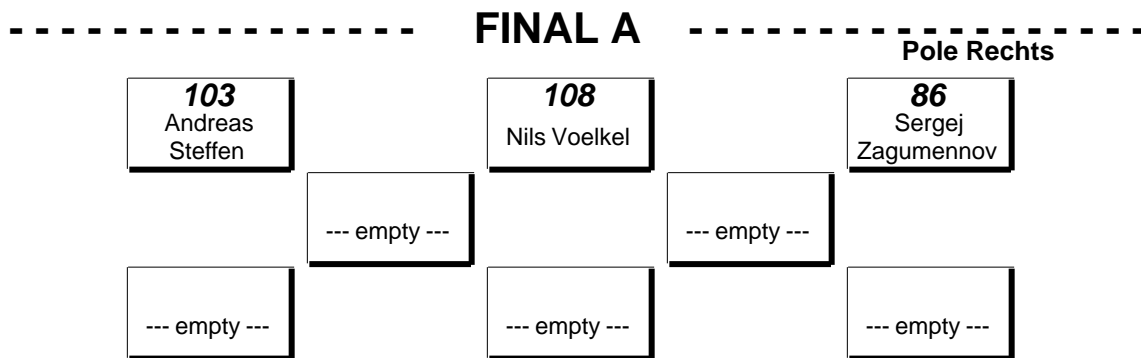 FINAL A
Pole Rechts
103
Andreas
Steffen
108
Nils Voelkel
86
Sergej
Zagumennov
--- empty ---
--- empty ---
--- empty ---
--- empty ---
--- empty ---